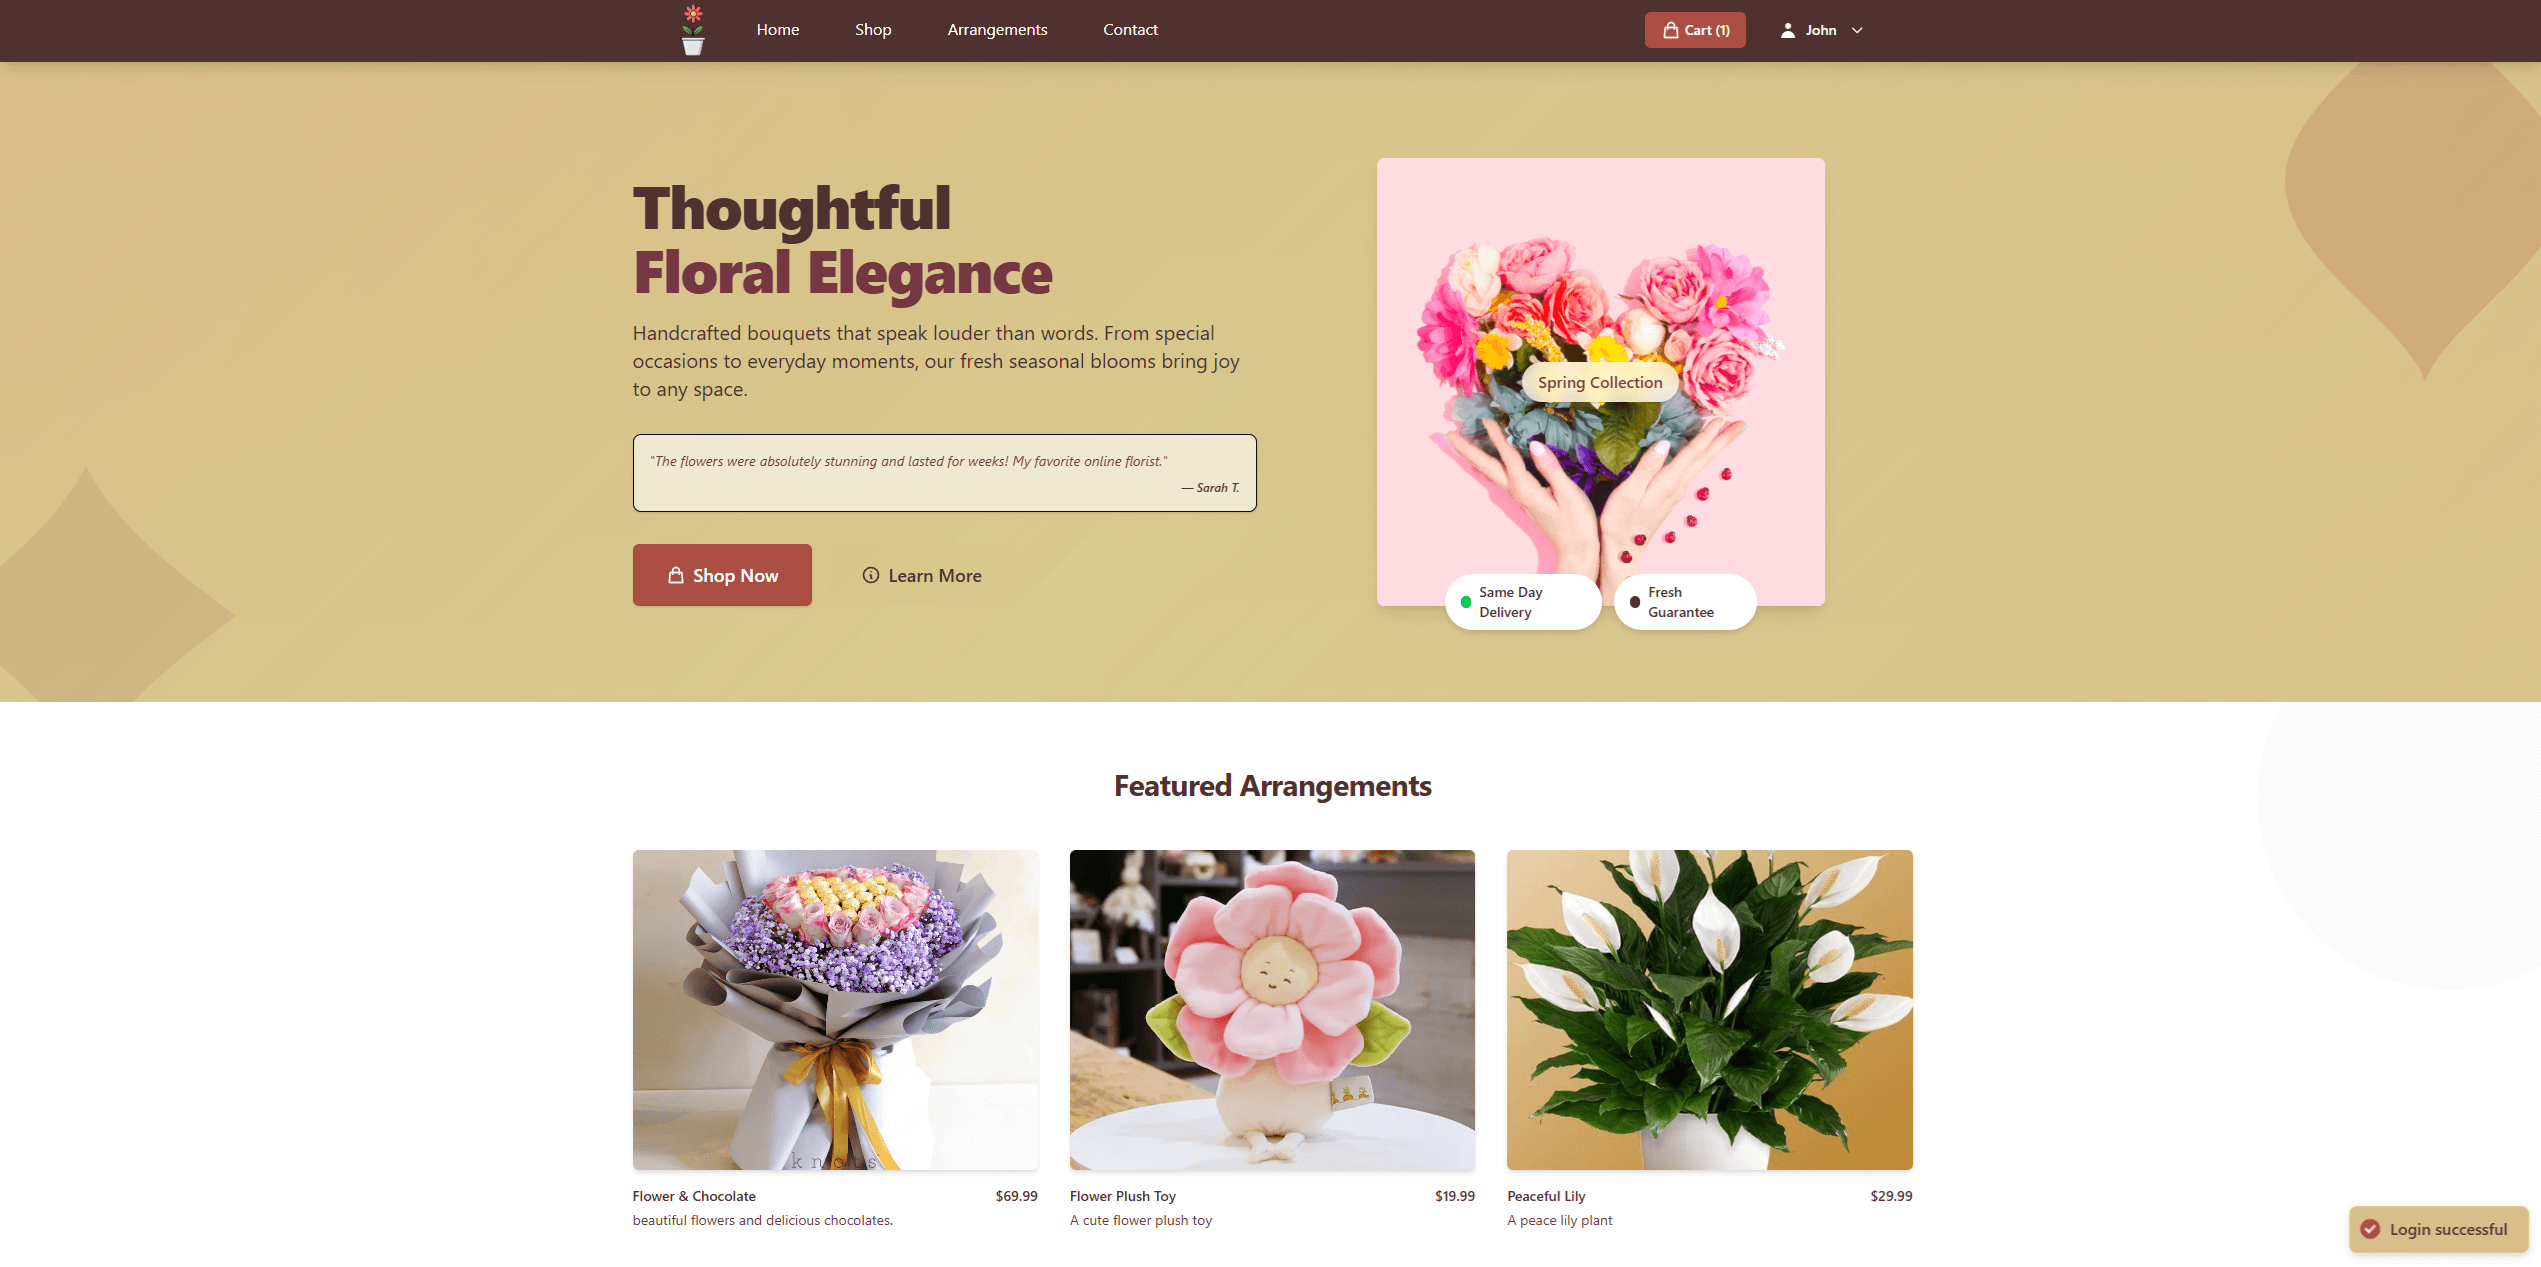 Home
Shop
Arrangements
Contact
Cart (1)
John
Thoughtful
Floral Elegance
Handcrafted bouquets that speak louder than words. From special
occasions to everyday moments, our fresh seasonal blooms bring joy
to any space.
"The flowers were absolutely stunning and lasted for weeks! My favorite online florist."
— Sarah T.
Shop Now
Learn More
Spring Collection
Same Day
Delivery
Fresh
Guarantee
Featured Arrangements
Flower & Chocolate
$69.99
beautiful flowers and delicious chocolates.
Flower Plush Toy
$19.99
A cute flower plush toy
Peaceful Lily
$29.99
A peace lily plant
Login successful